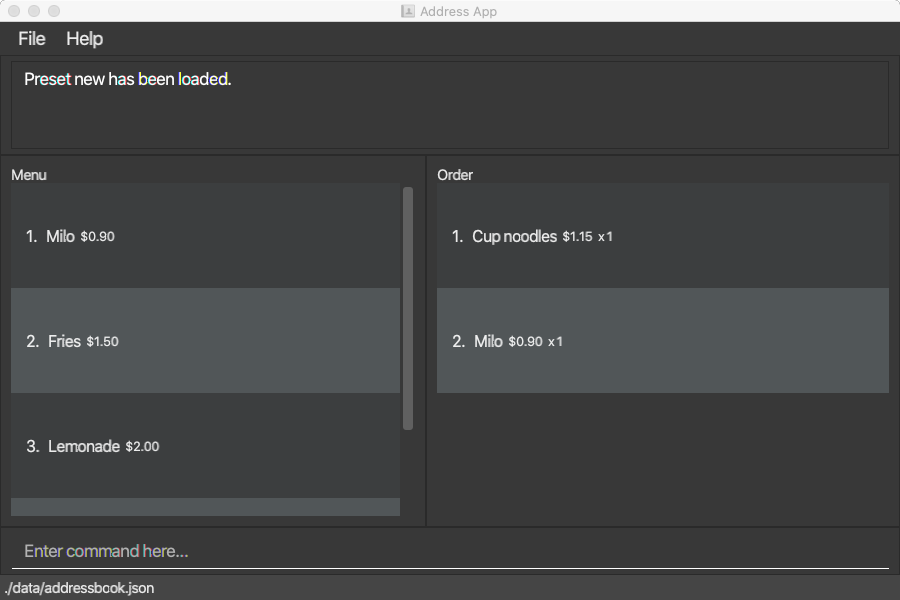 Address App
File Help
Preset new has been loaded.
Menu
1. Milo $0.90
2. Fries $1.50
3. Lemonade $2.00
Order
1. Cup noodles $1.15 x1
2. Milo $0.90 x1
Enter command here...
./data/addressbook.json